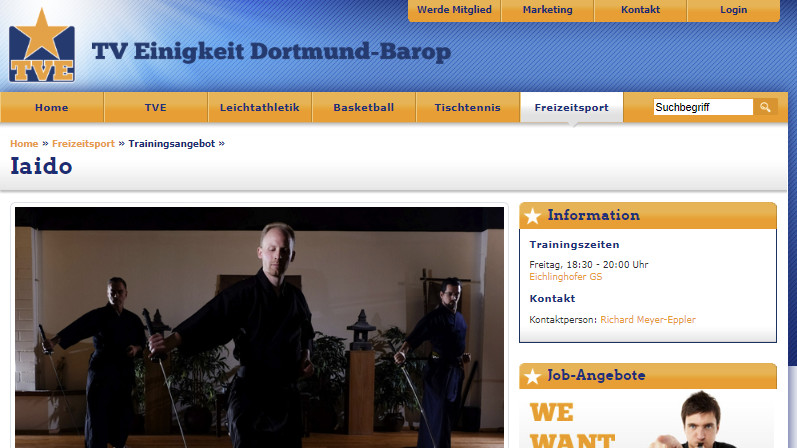 Werde Mitglied Marketing Kontakt Login
TVE
TV Einigkeit Dortmund-Barop
Home TVE Leichtathletik Basketball Tischtennis Freizeitsport Suchbegriff
Home » Freizeitsport » Trainingsangebot »
Iaido
Information
Trainingszeiten
Freitag, 18:30 - 20:00 Uhr
Eichlinghofer GS
Kontakt
Kontaktperson: Richard Meyer-Eppler
Job-Angebote
WE
WANT